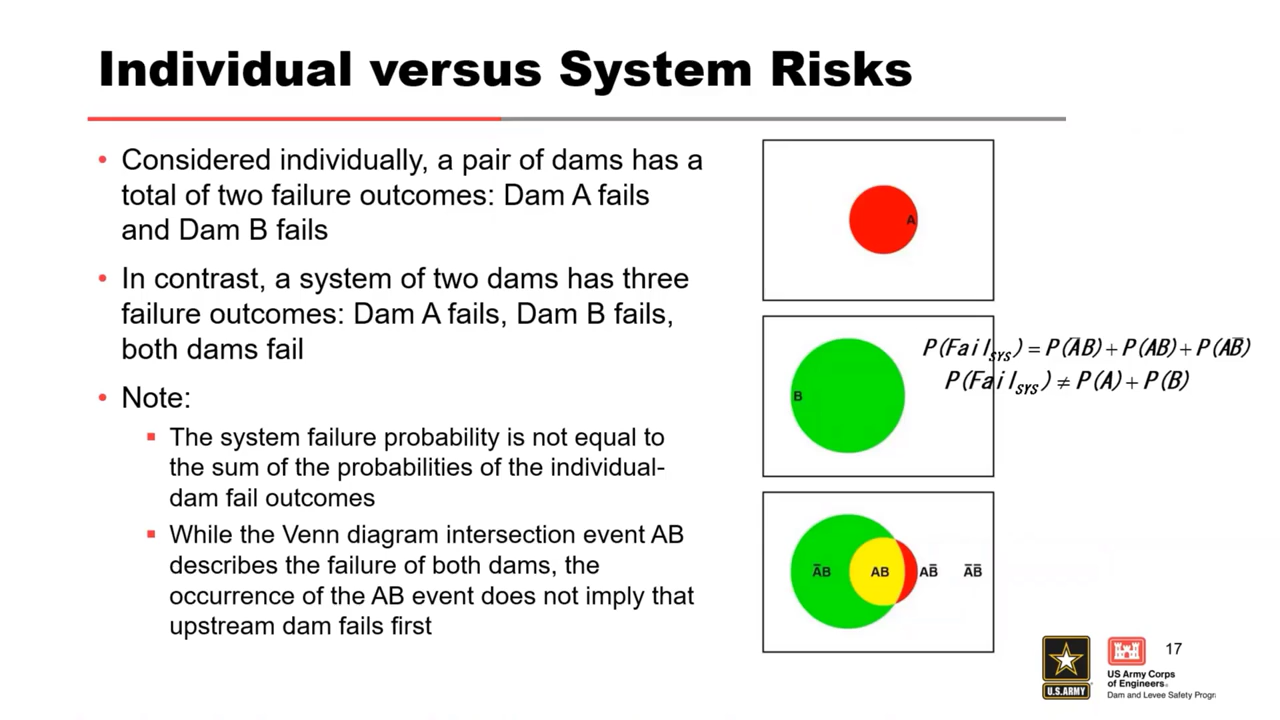 Individual versus System Risks
• Considered individually, a pair of dams has a
total of two failure outcomes: Dam A fails
and Dam B fails
• In contrast, a system of two dams has three
failure outcomes: Dam A fails, Dam B fails,
both dams fail
• Note:
▪ The system failure probability is not equal to
the sum of the probabilities of the individual-
dam fail outcomes
▪ While the Venn diagram intersection event AB
describes the failure of both dams, the
occurrence of the AB event does not imply that
upstream dam fails first
A
B
P(Fail_SYS) = P(A̅B) + P(AB) + P(AB̅)
P(Fail_SYS) ≠ P(A) + P(B)
A̅B AB AB̅ A̅B̅
U.S.ARMY
US Army Corps
of Engineers®
Dam and Levee Safety Progr
17